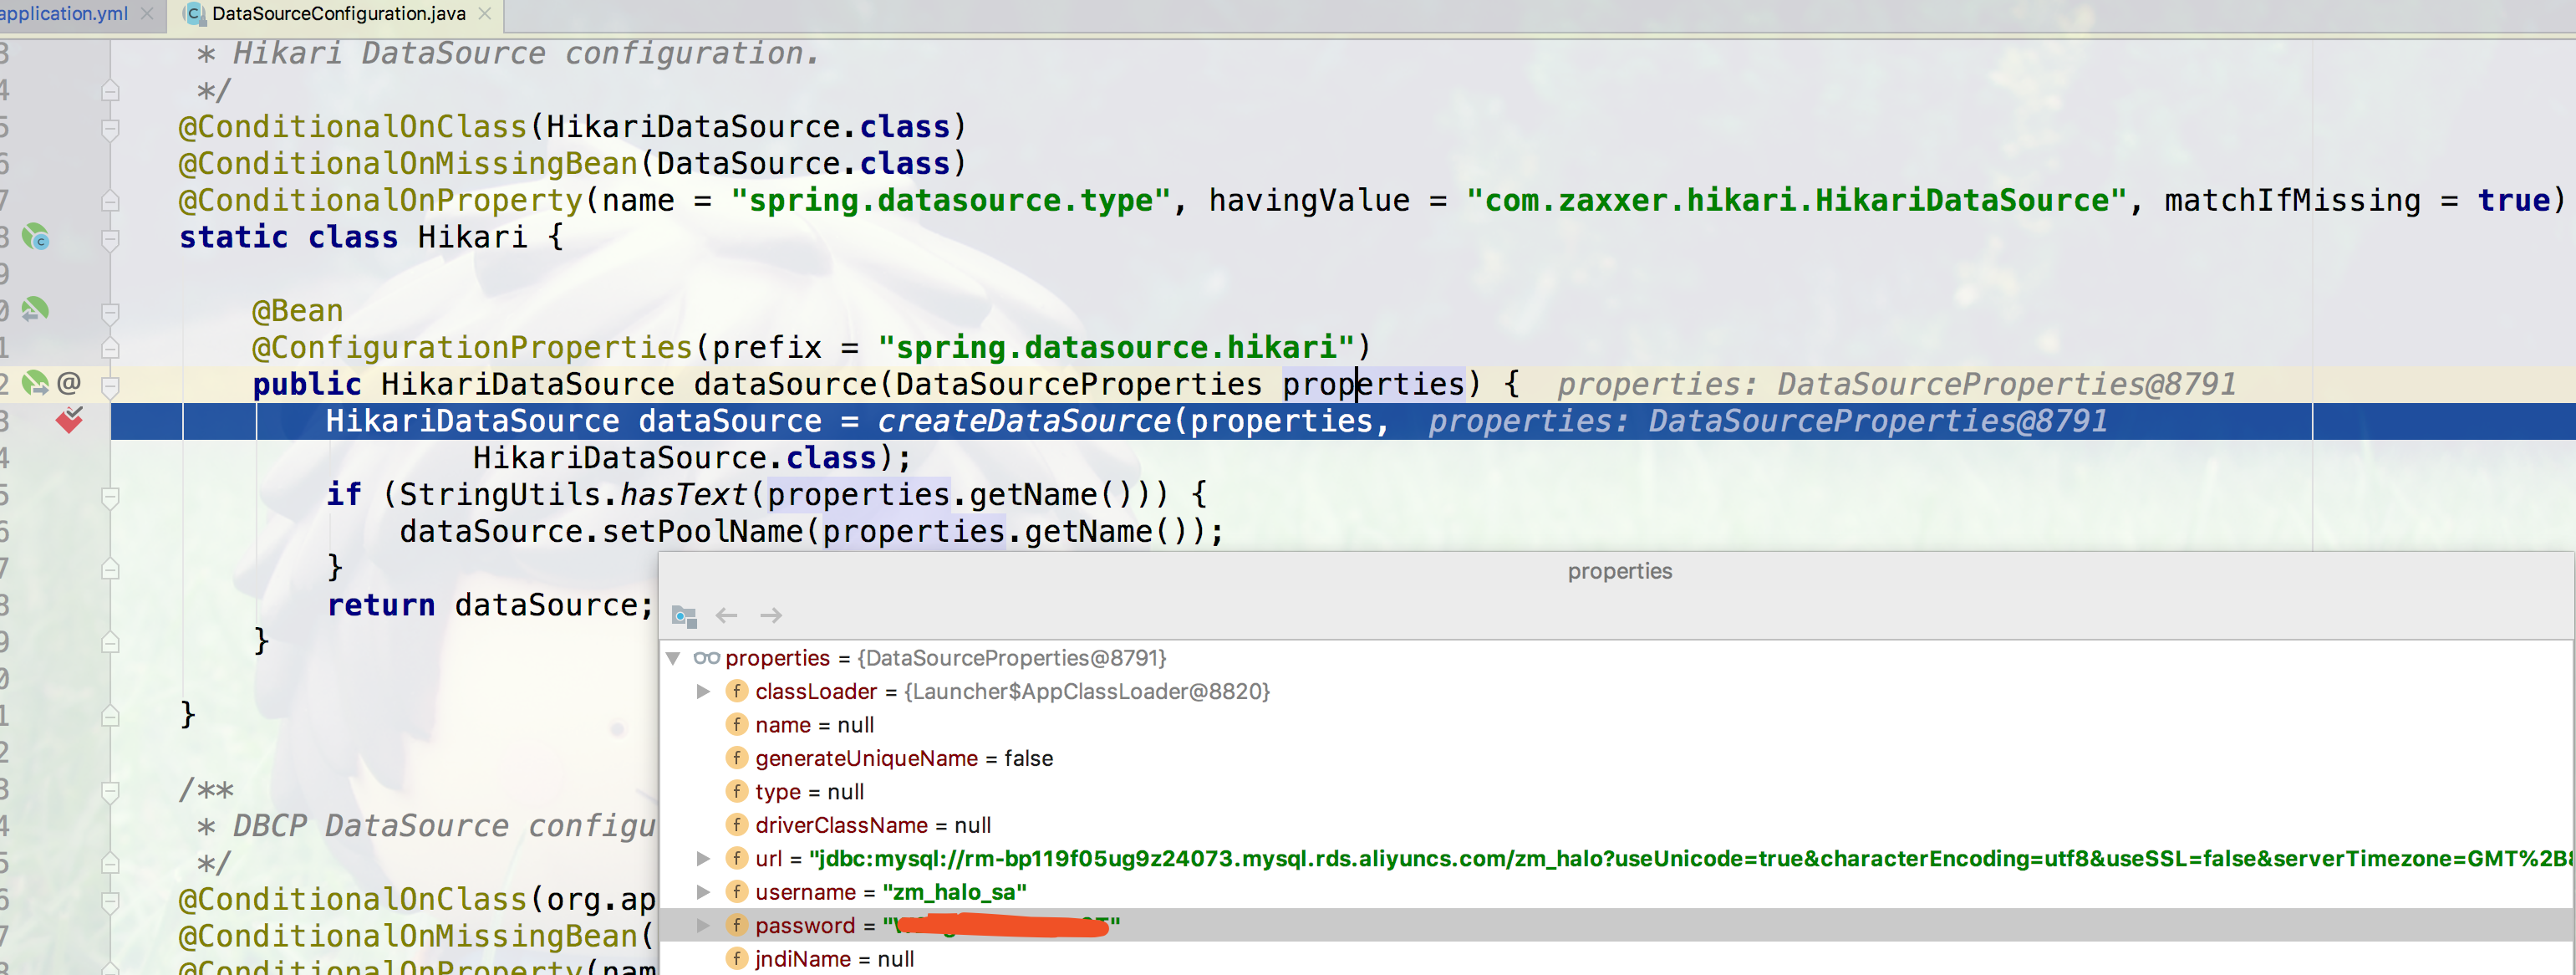 application.yml
DataSourceConfiguration.java
3 * Hikari DataSource configuration.
4 */
5 @ConditionalOnClass(HikariDataSource.class)
6 @ConditionalOnMissingBean(DataSource.class)
7 @ConditionalOnProperty(name = "spring.datasource.type", havingValue = "com.zaxxer.hikari.HikariDataSource", matchIfMissing = true)
8 static class Hikari {
9
0 @Bean
1 @ConfigurationProperties(prefix = "spring.datasource.hikari")
2 @ public HikariDataSource dataSource(DataSourceProperties properties) { properties: DataSourceProperties@8791
3 HikariDataSource dataSource = createDataSource(properties, properties: DataSourceProperties@8791
4 HikariDataSource.class);
5 if (StringUtils.hasText(properties.getName())) {
6 dataSource.setPoolName(properties.getName());
7 }
8 return dataSource;
9 }
0
1 }
2
3 /**
4 * DBCP DataSource configu
5 */
6 @ConditionalOnClass(org.ap
7 @ConditionalOnMissingBean(
8 @ConditionalOnProperty(nam
properties
properties = {DataSourceProperties@8791}
f classLoader = {Launcher$AppClassLoader@8820}
f name = null
f generateUniqueName = false
f type = null
f driverClassName = null
f url = "jdbc:mysql://rm-bp119f05ug9z24073.mysql.rds.aliyuncs.com/zm_halo?useUnicode=true&characterEncoding=utf8&useSSL=false&serverTimezone=GMT%2B8
f username = "zm_halo_sa"
f password = "
f jndiName = null